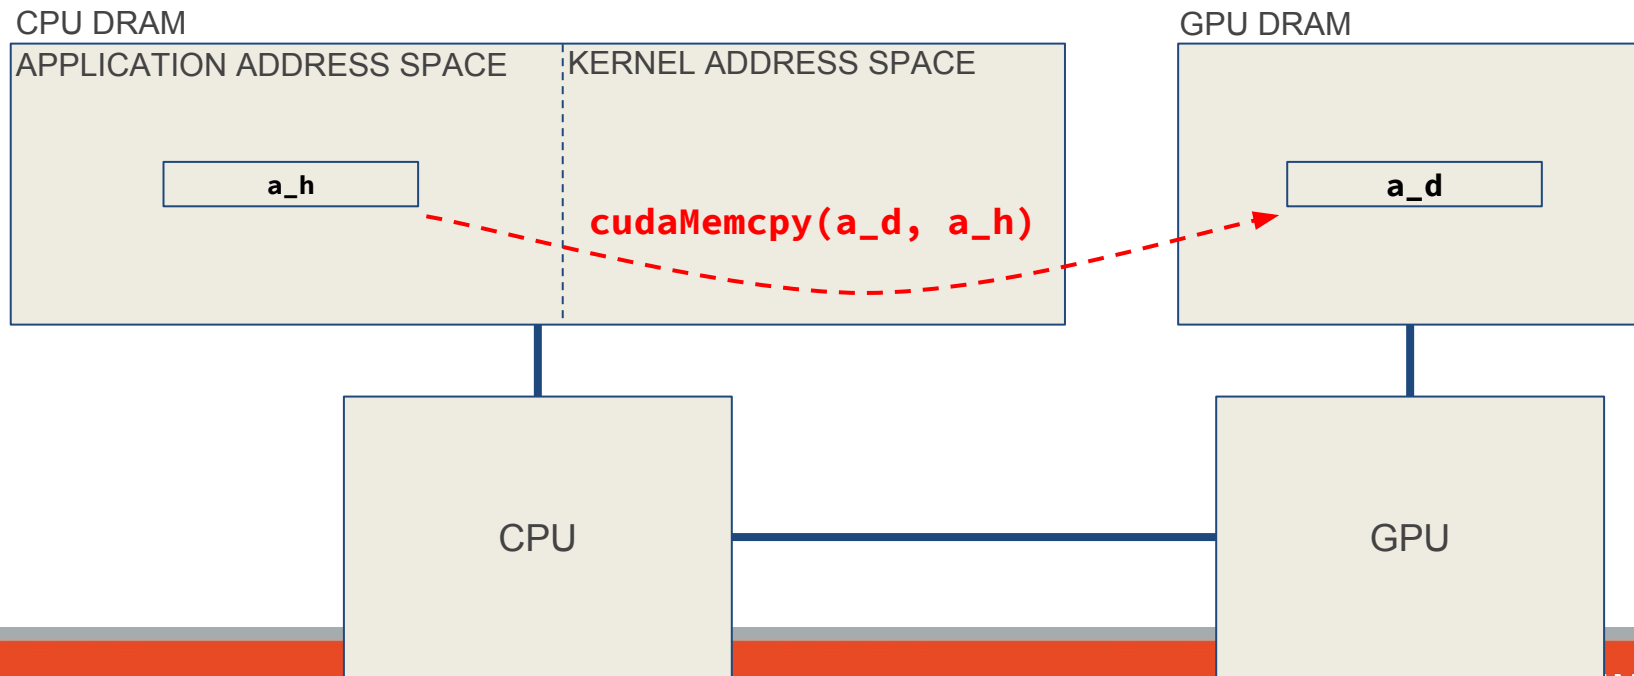 CPU DRAM
GPU DRAM
APPLICATION ADDRESS SPACE
KERNEL ADDRESS SPACE
a_h
a_d
cudaMemcpy(a_d, a_h)
CPU
GPU